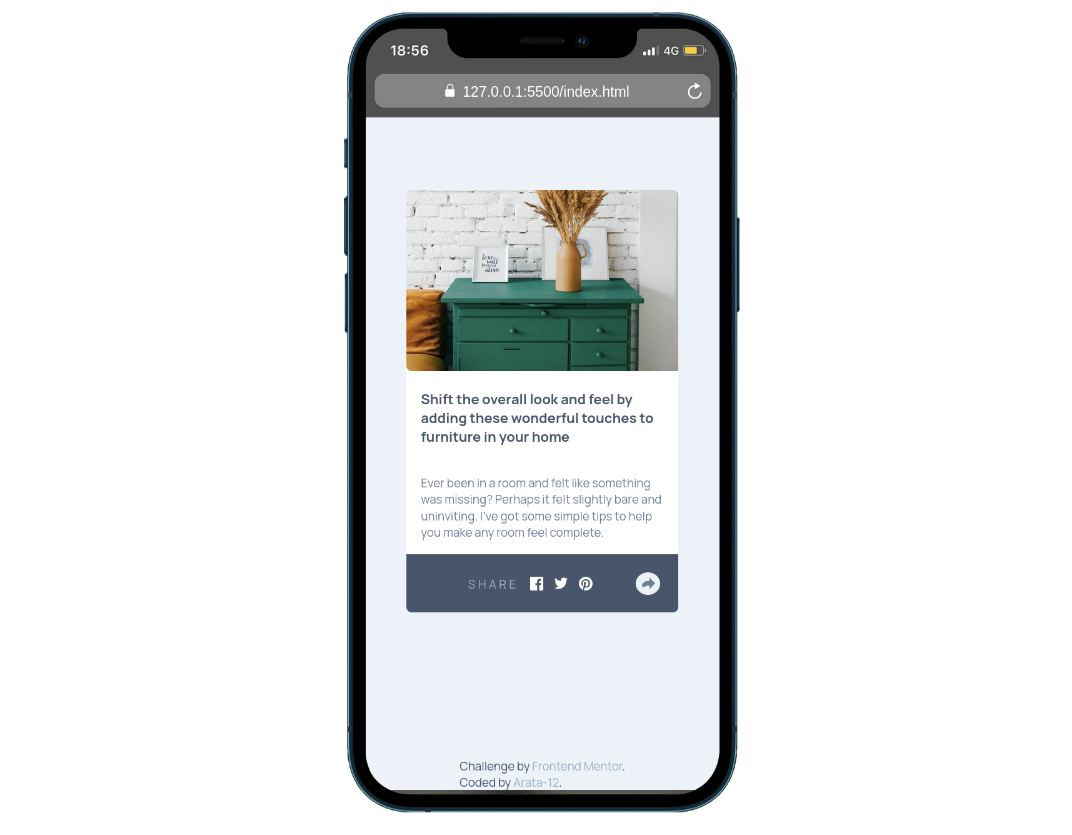 18:56
4G
127.0.0.1:5500/index.html
love
will
alive
Shift the overall look and feel by
adding these wonderful touches to
furniture in your home
Ever been in a room and felt like something
was missing? Perhaps it felt slightly bare and
uninviting. I've got some simple tips to help
you make any room feel complete.
SHARE
Challenge by Frontend Mentor.
Coded by Arata-12.